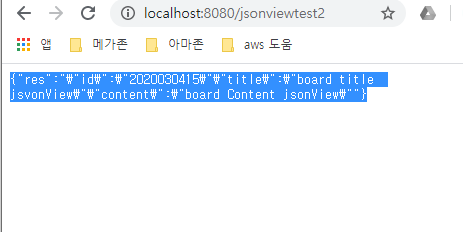 localhost:8080/jsonviewtest2
앱 메가존 아마존 aws 도움
{"res":"₩"id₩":₩"2020030415₩"₩"title₩":₩"board title
jsvonView₩"₩"content₩":₩"board Content jsonView₩""}